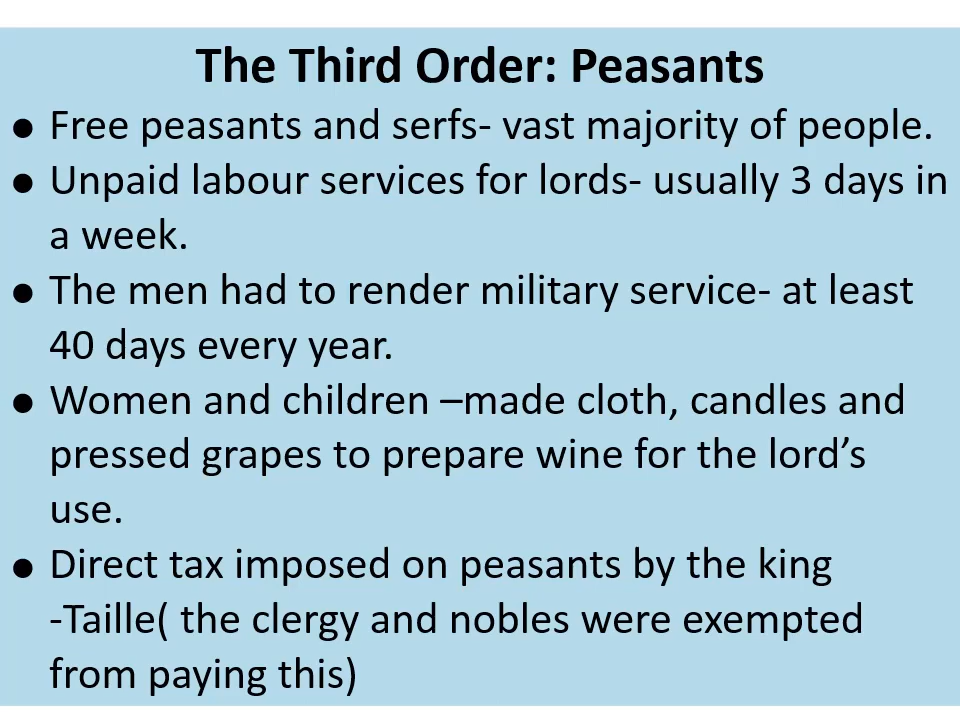 The Third Order: Peasants
● Free peasants and serfs- vast majority of people.
● Unpaid labour services for lords- usually 3 days in
a week.
● The men had to render military service- at least
40 days every year.
● Women and children –made cloth, candles and
pressed grapes to prepare wine for the lord’s
use.
● Direct tax imposed on peasants by the king
-Taille( the clergy and nobles were exempted
from paying this)